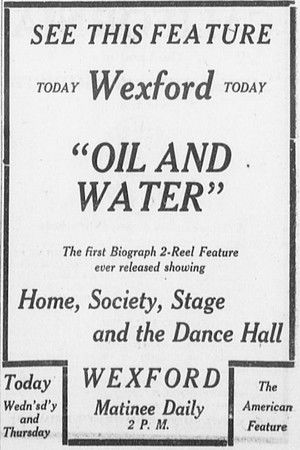 SEE THIS FEATURE
TODAY Wexford TODAY
"OIL AND
WATER"
The first Biograph 2-Reel Feature
ever released showing
Home, Society, Stage
and the Dance Hall
Today
Wedn'sd'y
and
Thursday
WEXFORD
Matinee Daily
2 P. M.
The
American
Feature